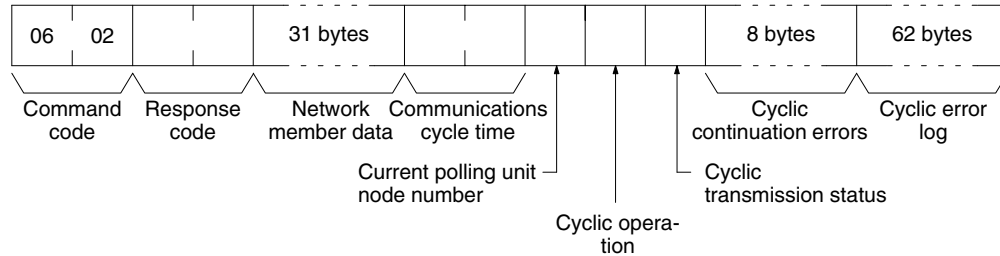 06 02 31 bytes 8 bytes 62 bytes
Command code
Response code
Network member data
Communications cycle time
Cyclic continuation errors
Cyclic error log
Current polling unit node number
Cyclic transmission status
Cyclic opera-
tion